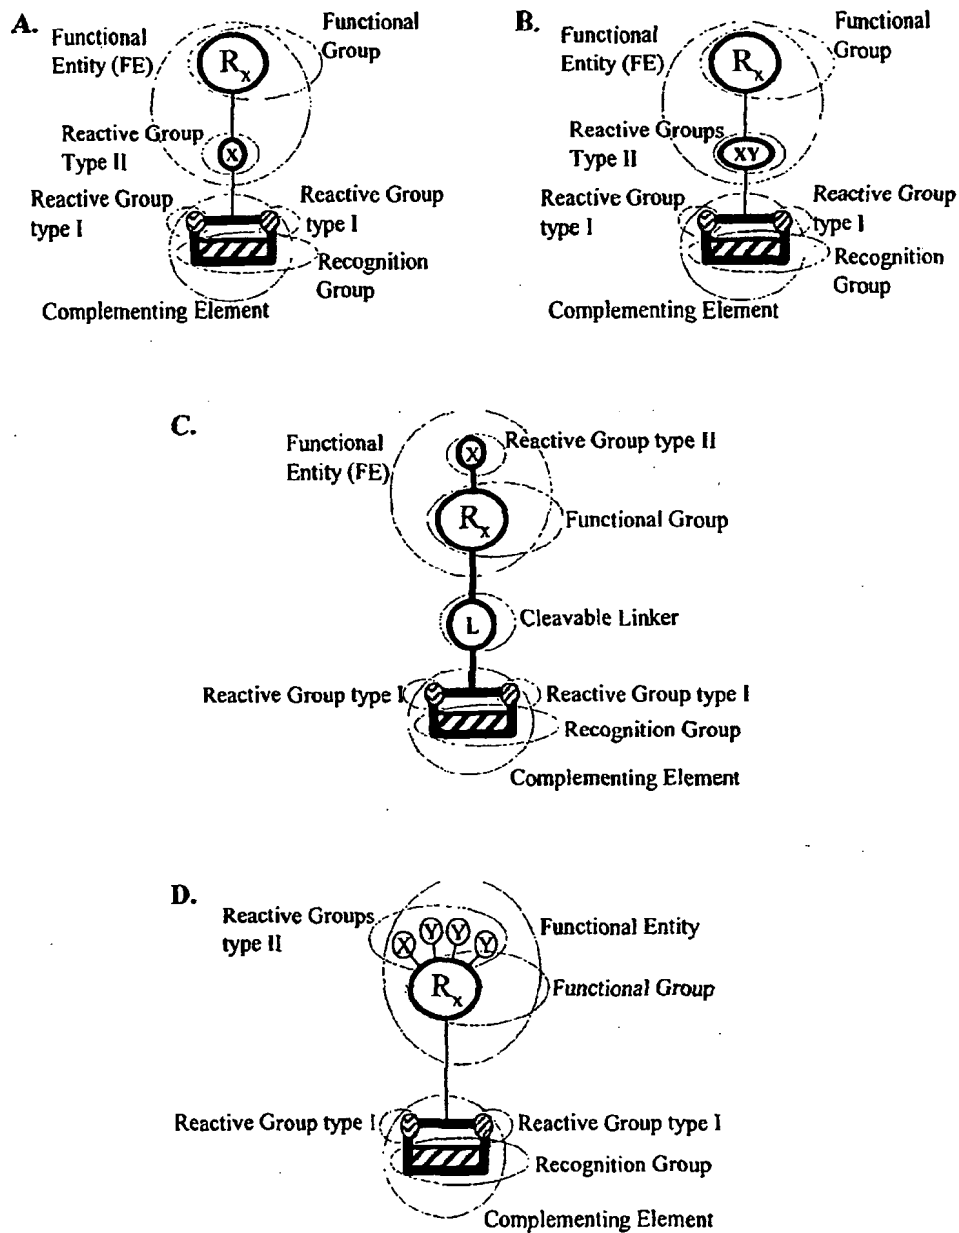 A.
Functional
Entity (FE)
Functional
Group
Rx
Reactive Group
Type II
X
Reactive Group
type I
Reactive Group
type I
Recognition
Group
Complementing Element
B.
Functional
Entity (FE)
Functional
Group
Rx
Reactive Groups
Type II
XY
Reactive Group
type I
Reactive Group
type I
Recognition
Group
Complementing Element
C.
Functional
Entity (FE)
X
Reactive Group type II
Rx
Functional Group
L
Cleavable Linker
Reactive Group type I
Reactive Group type I
Recognition Group
Complementing Element
D.
Reactive Groups
type II
X Y Y Y
Functional Entity
Rx
Functional Group
Reactive Group type I
Reactive Group type I
Recognition Group
Complementing Element